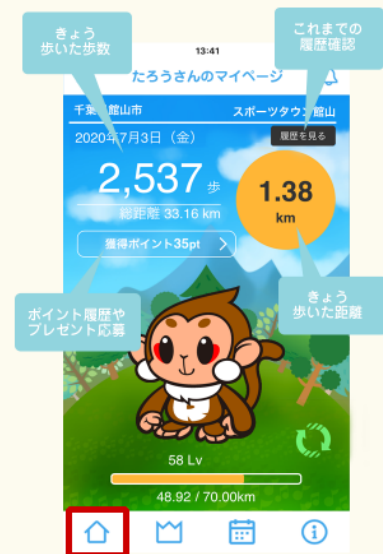 きょう
歩いた歩数
これまでの
履歴確認
13:41
たろうさんのマイページ
千葉 館山市
スポーツタウン館山
2020年7月3日（金）
履歴を見る
2,537 歩
1.38
km
総距離 33.16 km
獲得ポイント35pt
ポイント履歴や
プレゼント応募
きょう
歩いた距離
58 Lv
48.92 / 70.00km